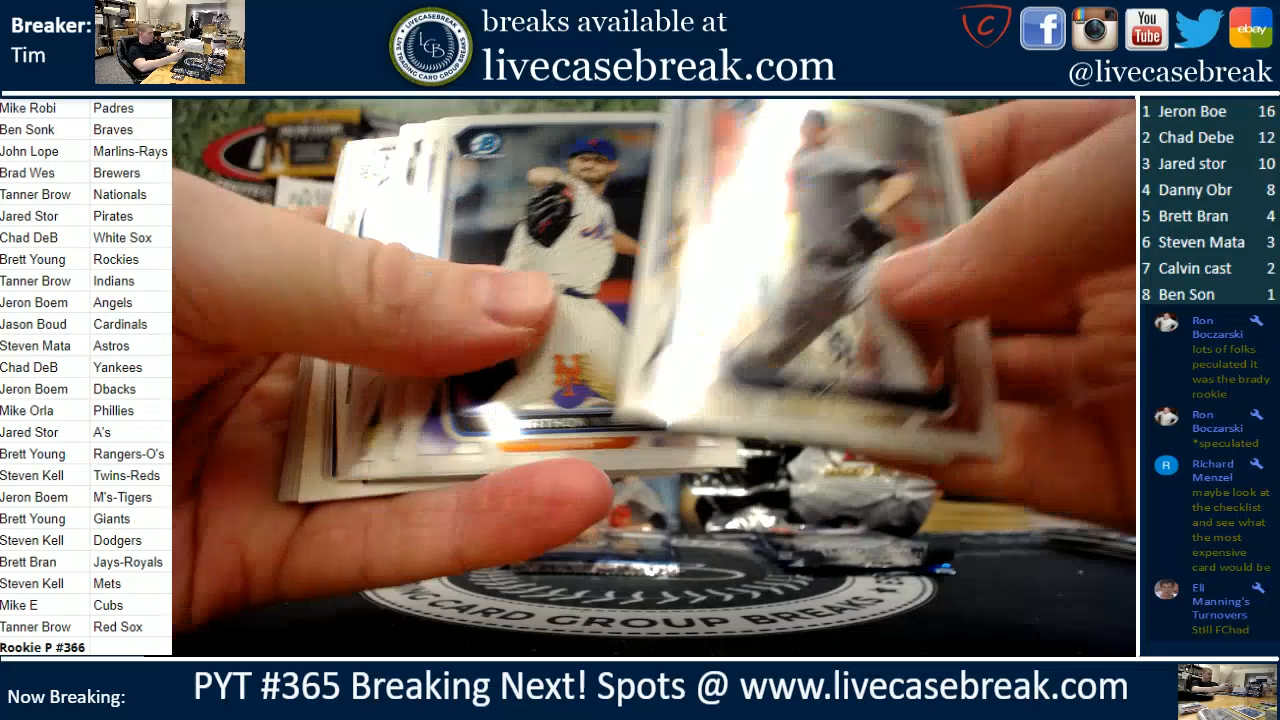 Breaker:
Tim
breaks available at
livecasebreak.com
LCB
You
Tube
ebay
@livecasebreak
Mike Robi Padres
Ben Sonk Braves
John Lope Marlins-Rays
Brad Wes Brewers
Tanner Brow Nationals
Jared Stor Pirates
Chad DeB White Sox
Brett Young Rockies
Tanner Brow Indians
Jeron Boem Angels
Jason Boud Cardinals
Steven Mata Astros
Chad DeB Yankees
Jeron Boem Dbacks
Mike Orla Phillies
Jared Stor A's
Brett Young Rangers-O's
Steven Kell Twins-Reds
Jeron Boem M's-Tigers
Brett Young Giants
Steven Kell Dodgers
Brett Bran Jays-Royals
Steven Kell Mets
Mike E Cubs
Tanner Brow Red Sox
Rookie P #366
CARD GROUP BREAKS
1 Jeron Boe 16
2 Chad Debe 12
3 Jared stor 10
4 Danny Obr 8
5 Brett Bran 4
6 Steven Mata 3
7 Calvin cast 2
8 Ben Son 1
Ron
Boczarski
lots of folks
peculated it
was the brady
rookie
Ron
Boczarski
*speculated
R
Richard
Menzel
maybe look at
the checklist
and see what
the most
expensive
card would be
Eli
Manning's
Turnovers
Still FChad
Now Breaking:
PYT #365 Breaking Next! Spots @ www.livecasebreak.com